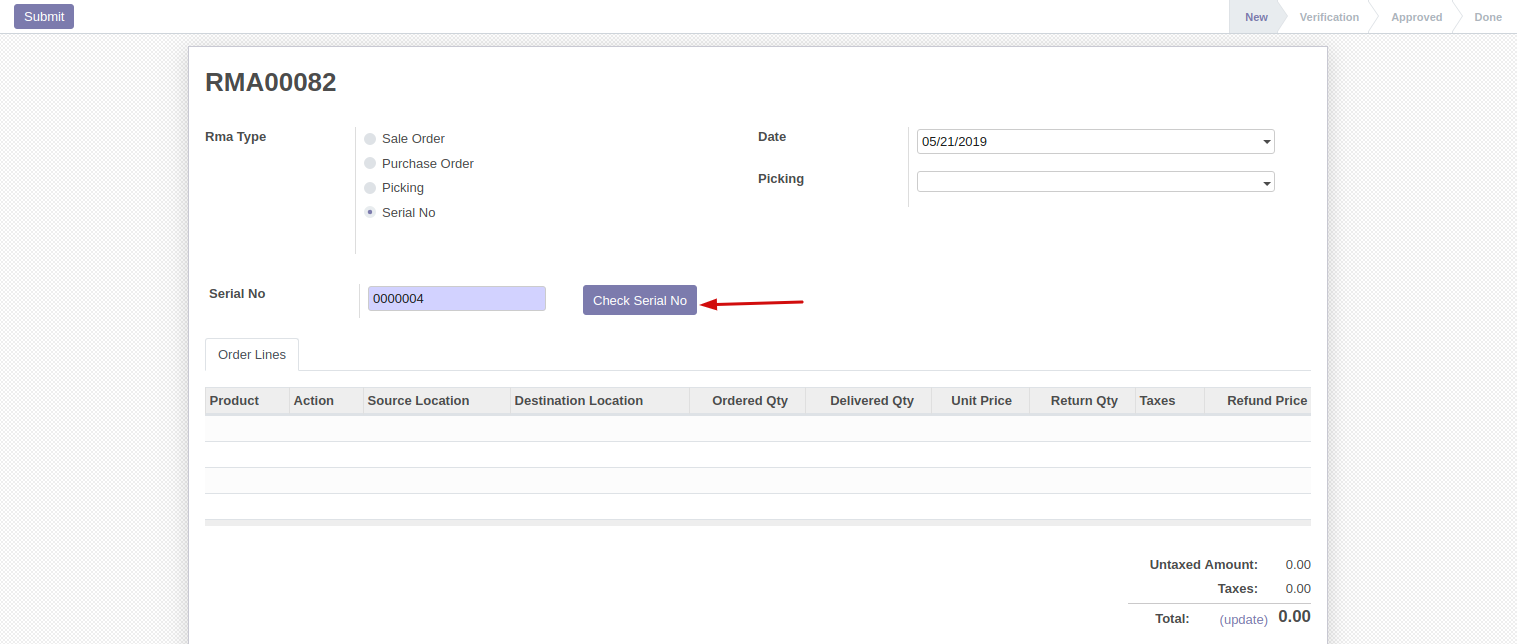 Submit New Verification Approved Done
RMA00082
Rma Type Sale Order Date 05/21/2019
Purchase Order
Picking Picking
Serial No
Serial No 0000004 Check Serial No
Order Lines
Product Action Source Location Destination Location Ordered Qty Delivered Qty Unit Price Return Qty Taxes Refund Price
Untaxed Amount: 0.00
Taxes: 0.00
Total: (update) 0.00